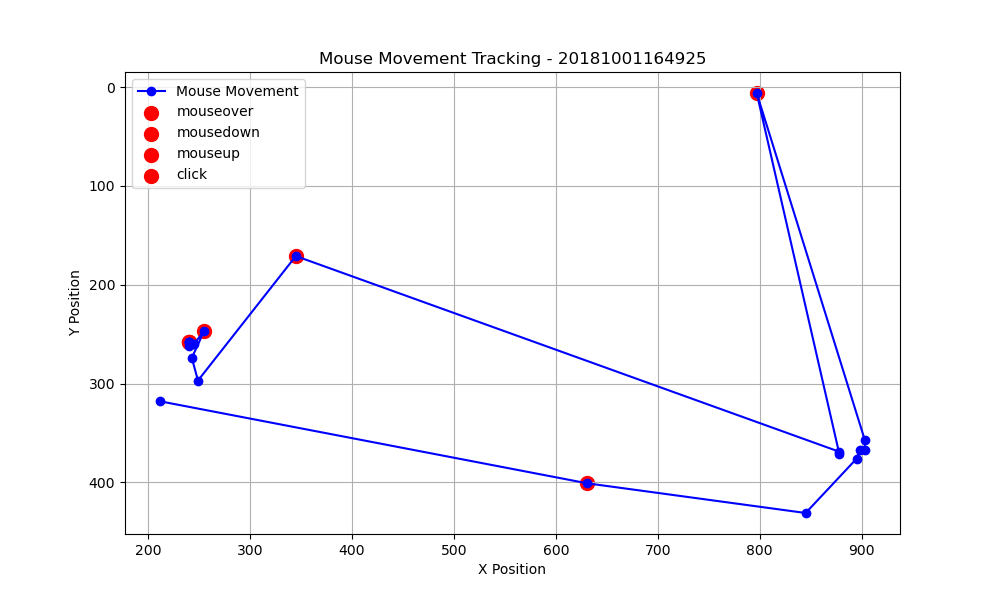 Mouse Movement Tracking - 20181001164925
Mouse Movement
mouseover
mousedown
mouseup
click
Y Position
0
100
200
300
400
200 300 400 500 600 700 800 900
X Position